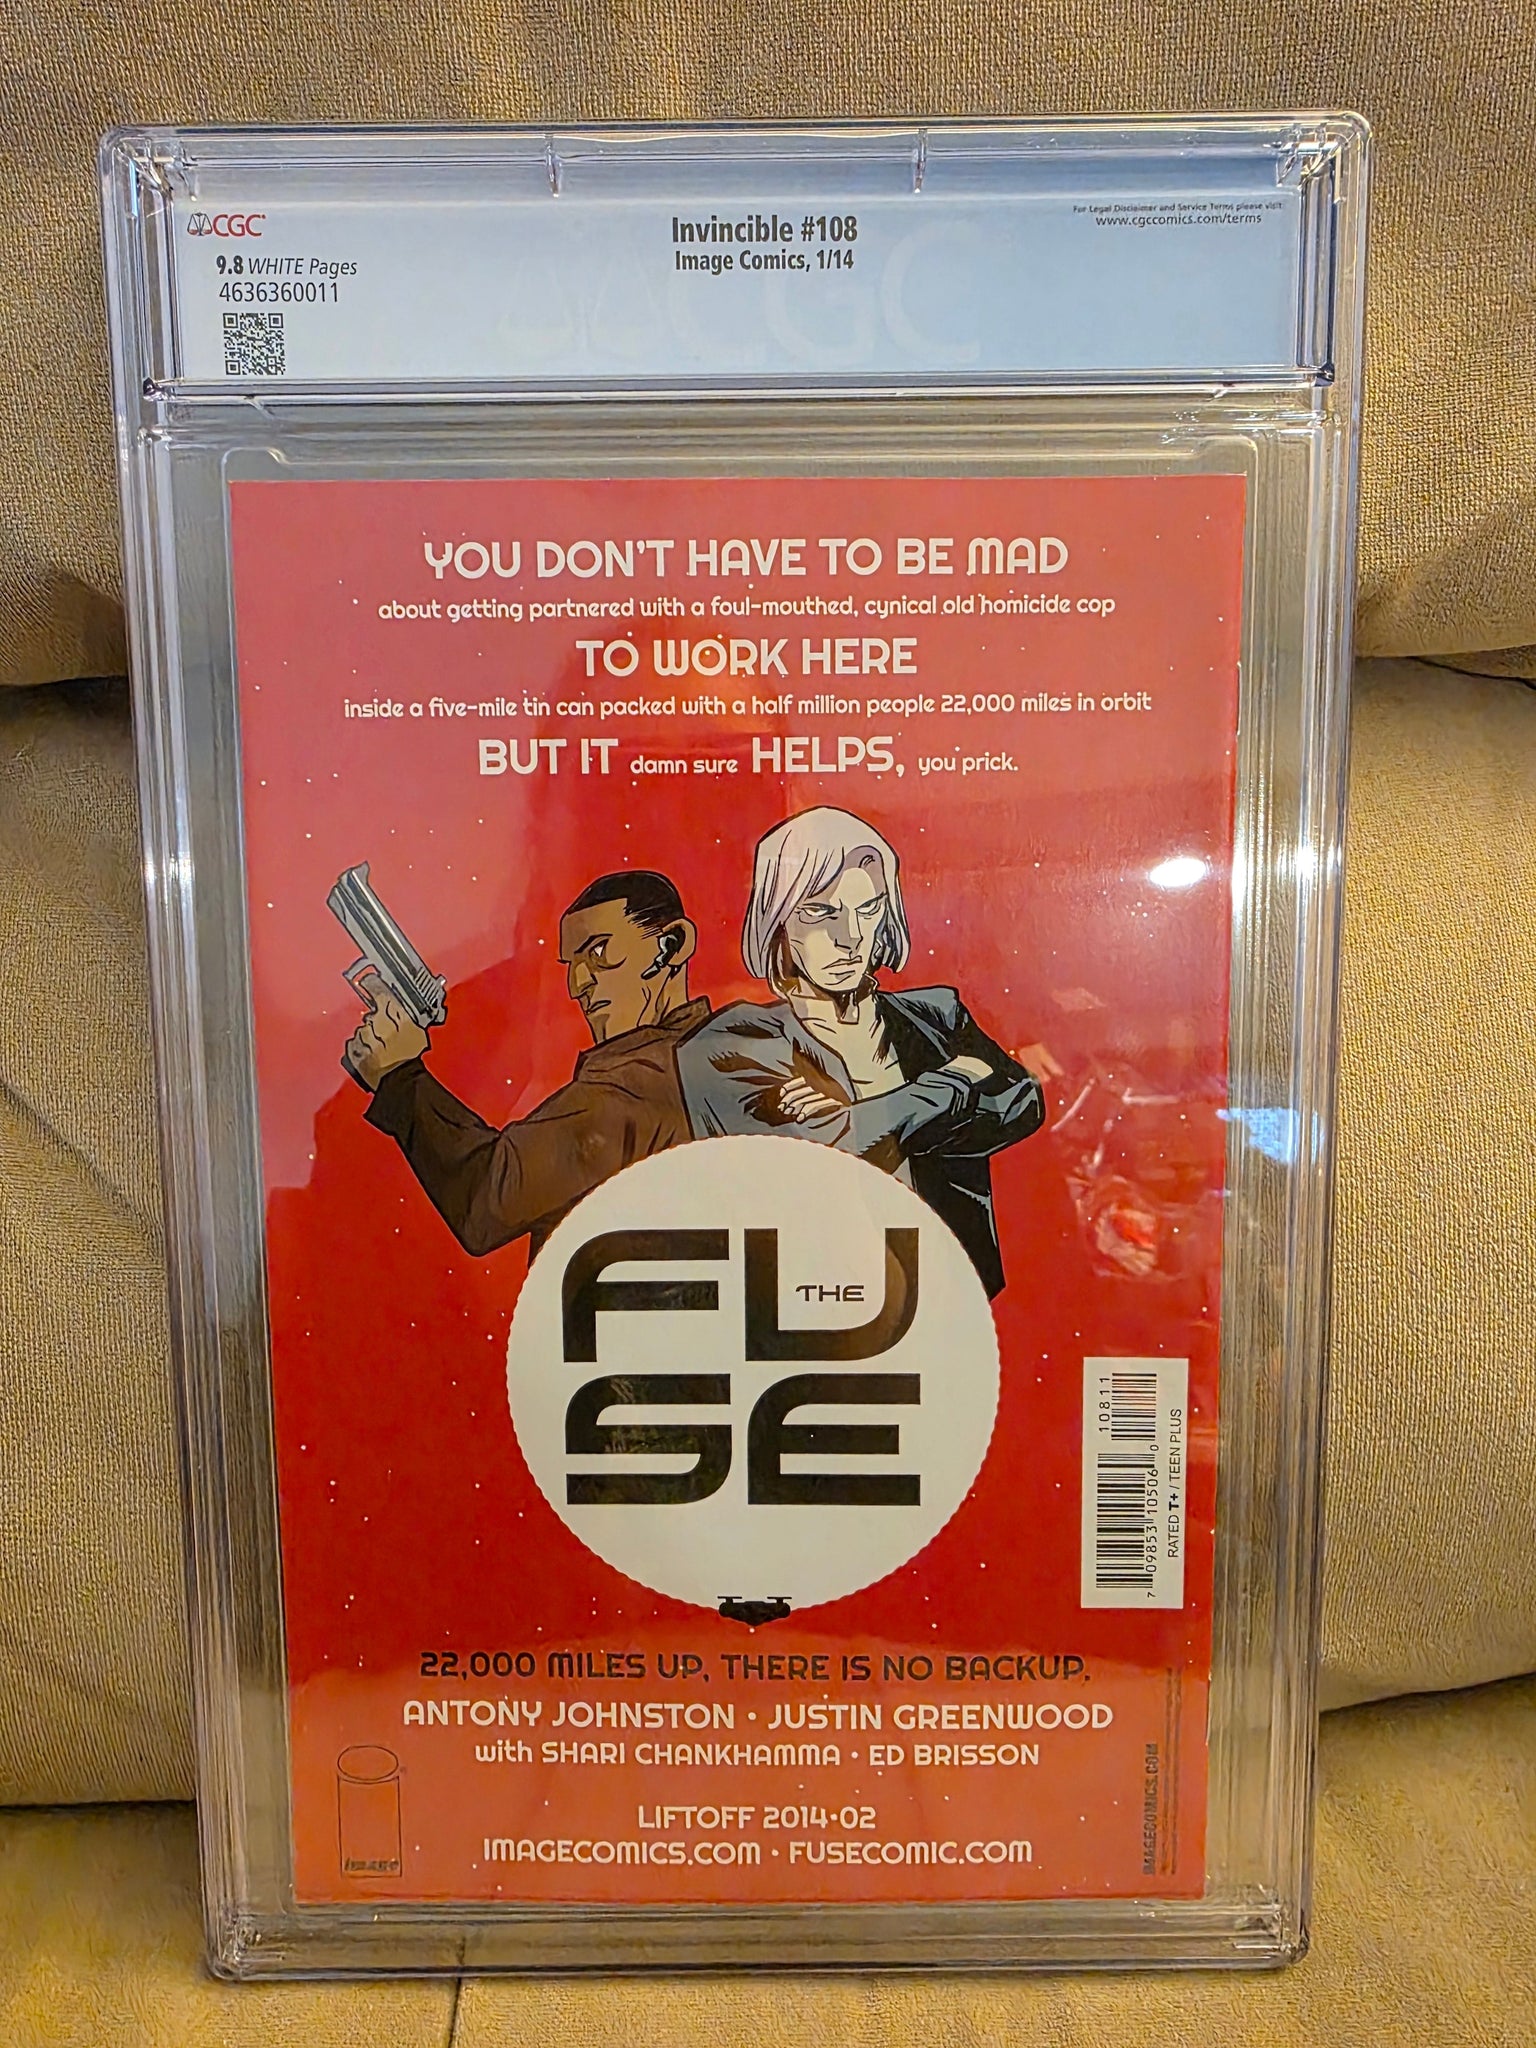 CGC
9.8 WHITE Pages
4636360011
Invincible #108
Image Comics, 1/14
For Legal Disclaimer and Service Terms please visit
www.cgccomics.com/terms
YOU DON'T HAVE TO BE MAD
about getting partnered with a foul-mouthed, cynical old homicide cop
TO WORK HERE
inside a five-mile tin can packed with a half million people 22,000 miles in orbit
BUT IT damn sure HELPS, you prick.
THE
FU
SE
10811
7 09853 10506 0
RATED T+ / TEEN PLUS
22,000 MILES UP, THERE IS NO BACKUP.
ANTONY JOHNSTON • JUSTIN GREENWOOD
with SHARI CHANKHAMMA • ED BRISSON
LIFTOFF 2014•02
IMAGECOMICS.COM • FUSECOMIC.COM
image
IMAGECOMICS.COM